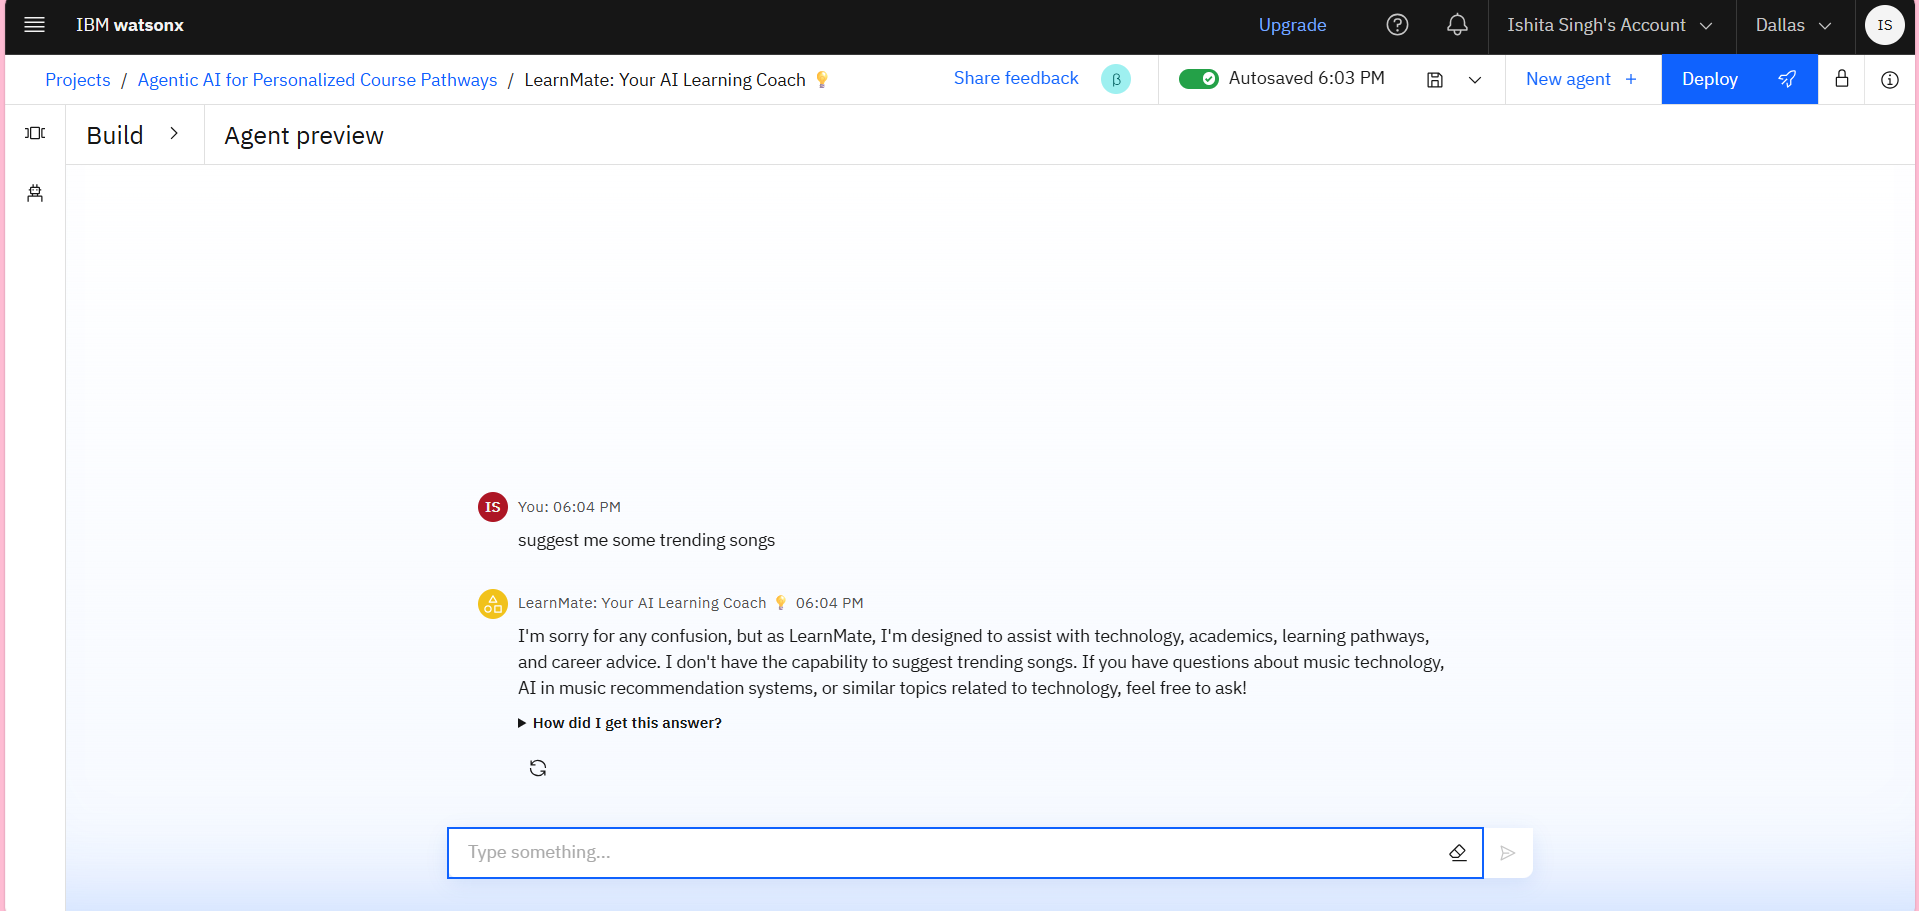 IBM watsonx
Upgrade
Ishita Singh's Account
Dallas
IS
Projects / Agentic AI for Personalized Course Pathways / LearnMate: Your AI Learning Coach 💡
Share feedback
β
Autosaved 6:03 PM
New agent +
Deploy
Build
Agent preview
IS
You: 06:04 PM
suggest me some trending songs
LearnMate: Your AI Learning Coach 💡 06:04 PM
I'm sorry for any confusion, but as LearnMate, I'm designed to assist with technology, academics, learning pathways,
and career advice. I don't have the capability to suggest trending songs. If you have questions about music technology,
AI in music recommendation systems, or similar topics related to technology, feel free to ask!
How did I get this answer?
Type something...